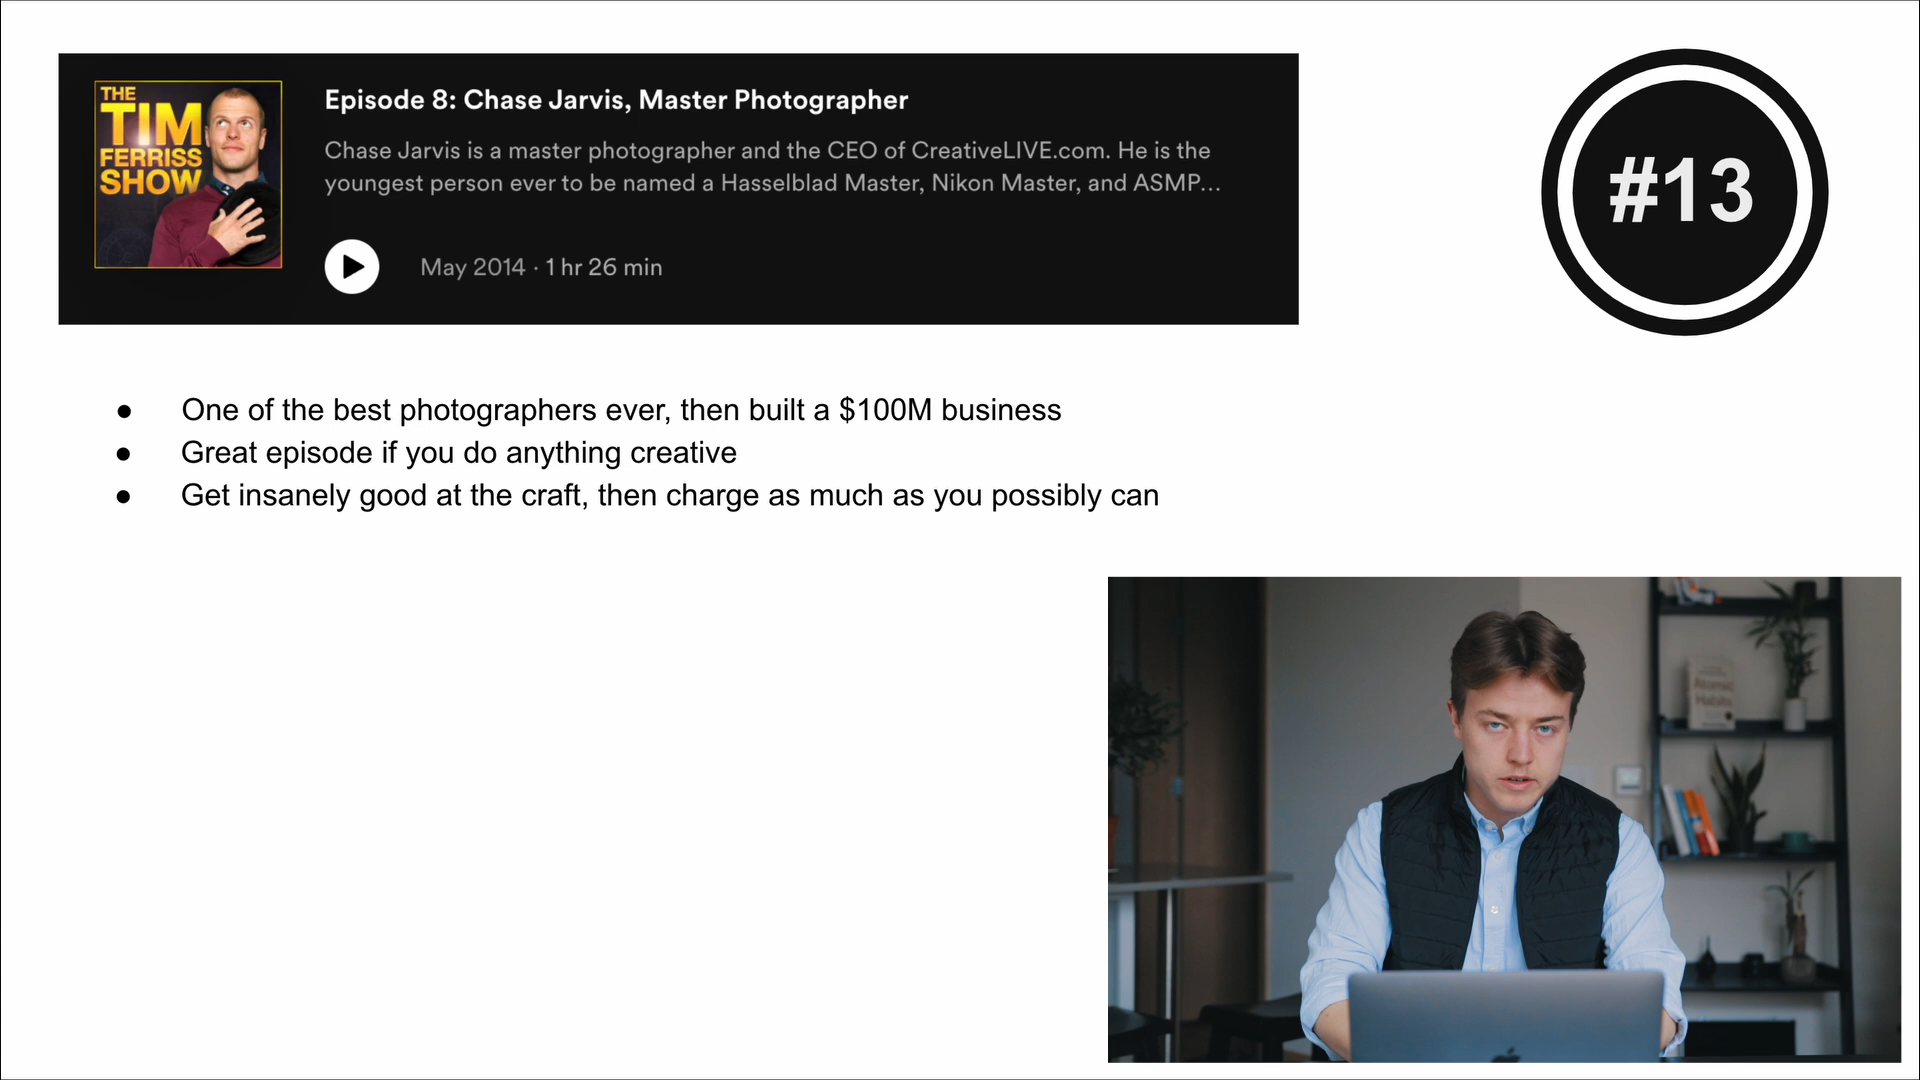 THE
TIM
FERRISS
SHOW
Episode 8: Chase Jarvis, Master Photographer
Chase Jarvis is a master photographer and the CEO of CreativeLIVE.com. He is the
youngest person ever to be named a Hasselblad Master, Nikon Master, and ASMP...
May 2014 · 1 hr 26 min
#13
● One of the best photographers ever, then built a $100M business
● Great episode if you do anything creative
● Get insanely good at the craft, then charge as much as you possibly can
Atomic
Habits